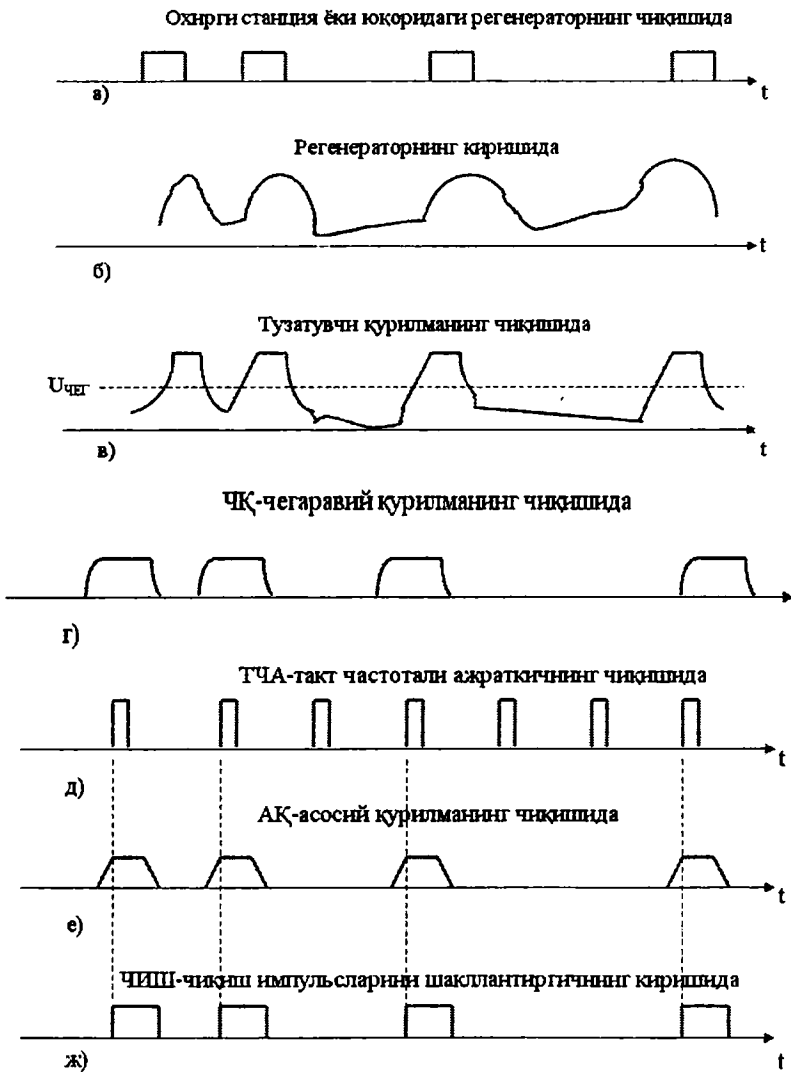 Охирги станция ёки юқоридаги регенераторнинг чиқишида
t
а)
Регенераторнинг киришида
t
б)
Тузатувчи қурилманинг чиқишида
UЧЕГ
t
в)
ЧҚ-чегаравий қурилманинг чиқишида
г)
ТЧА-такт частотали ажраткичнинг чиқишида
t
д)
АҚ-асосий қурилманинг чиқишида
t
е)
ЧИШ-чиқиш импульсларини шакллантиргичнинг киришида
t
ж)